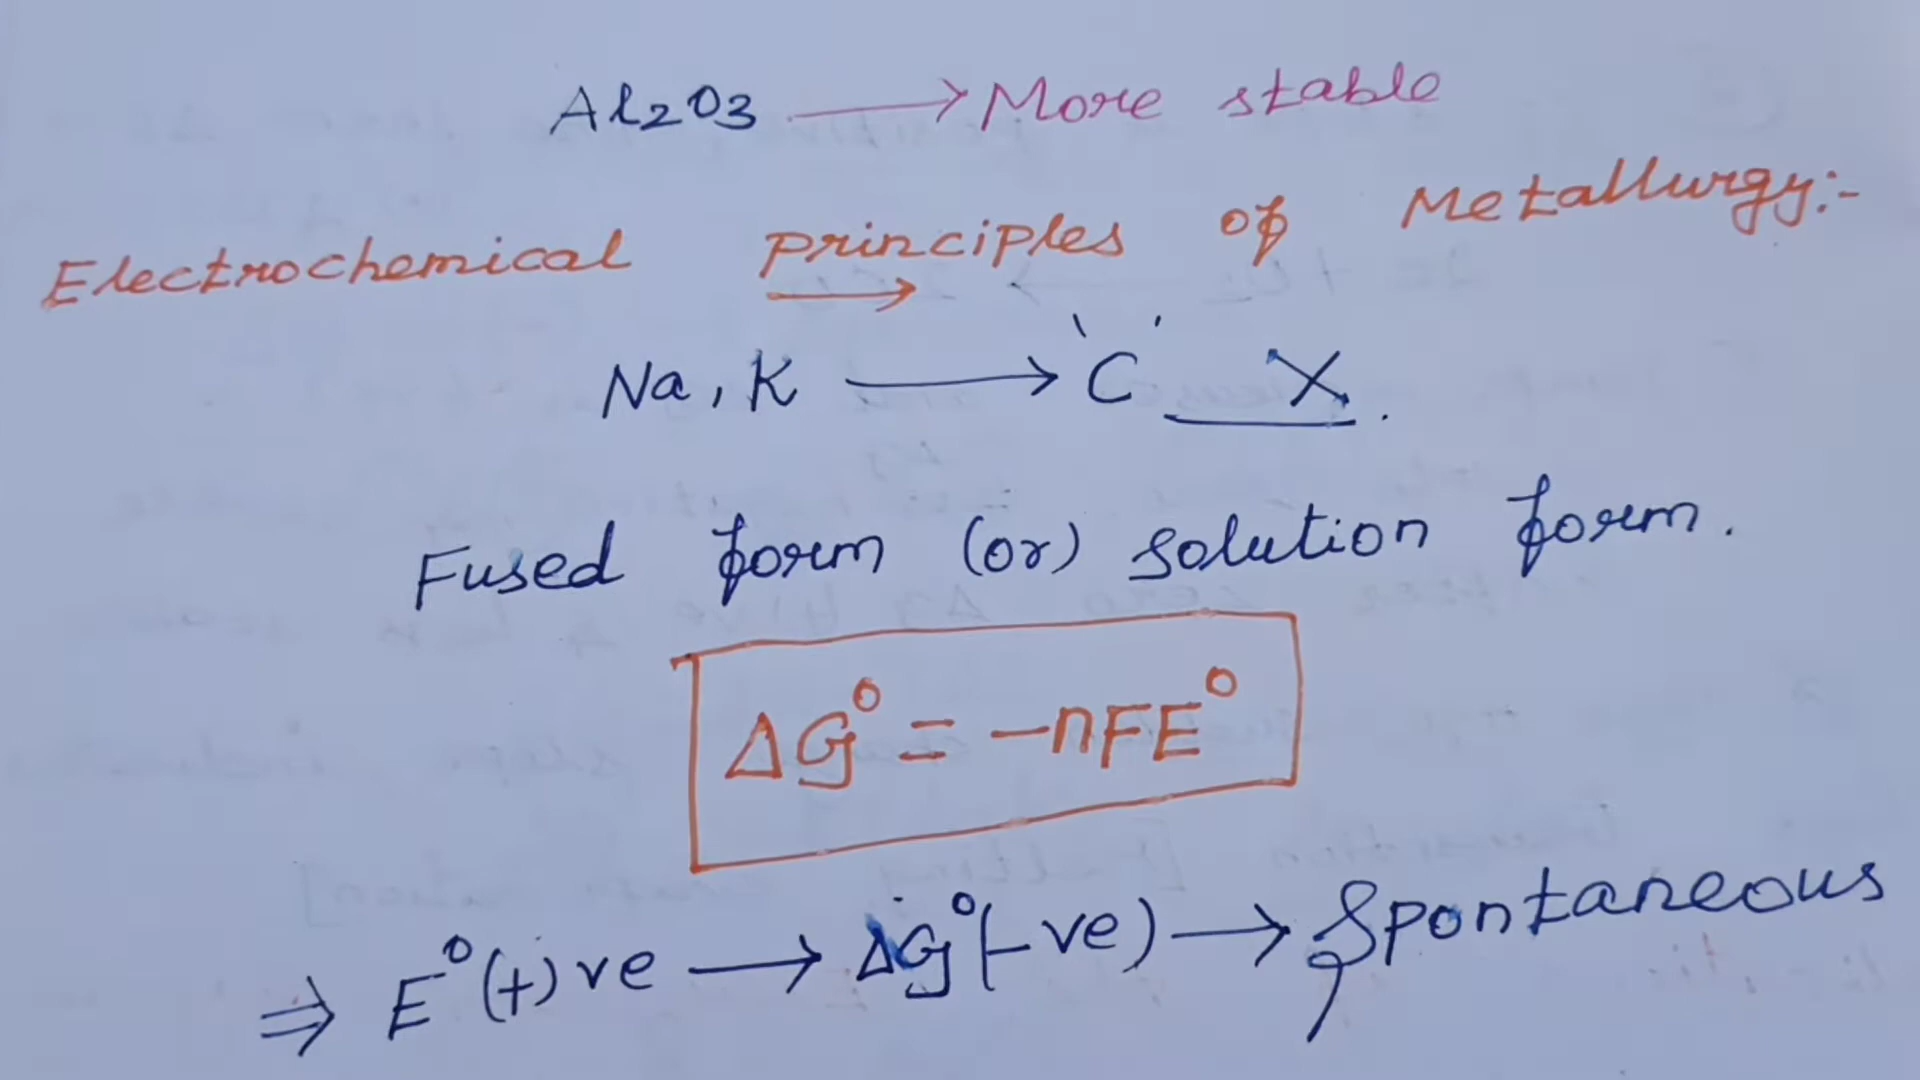 Al2O3 → More stable
Electrochemical principles of Metallurgy:-
Na, K → 'C' X.
Fused form (or) solution form.
ΔG° = -nFE°
⇒ E°(+)ve → ΔG°(-ve) → Spontaneous